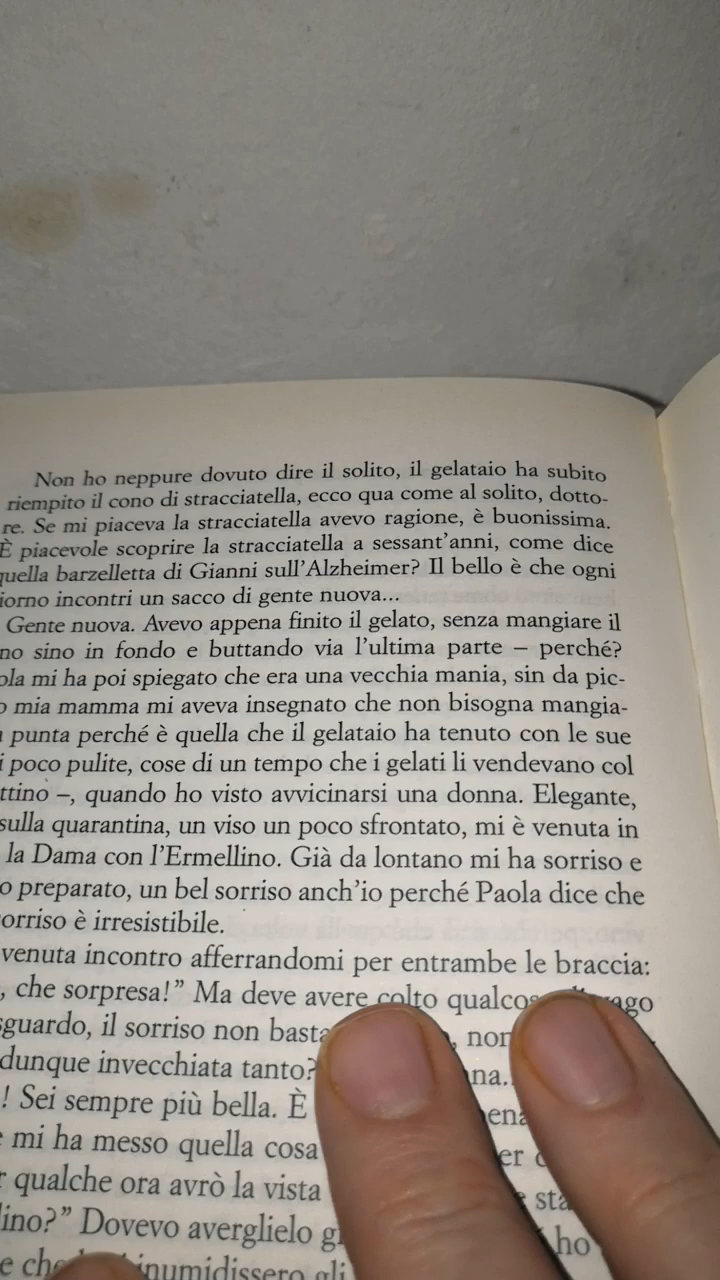 Non ho neppure dovuto dire il solito, il gelataio ha subito
riempito il cono di stracciatella, ecco qua come al solito, dotto-
re. Se mi piaceva la stracciatella avevo ragione, è buonissima.
È piacevole scoprire la stracciatella a sessant'anni, come dice
quella barzelletta di Gianni sull'Alzheimer? Il bello è che ogni
iorno incontri un sacco di gente nuova...
Gente nuova. Avevo appena finito il gelato, senza mangiare il
no sino in fondo e buttando via l'ultima parte – perché?
ola mi ha poi spiegato che era una vecchia mania, sin da pic-
o mia mamma mi aveva insegnato che non bisogna mangia-
punta perché è quella che il gelataio ha tenuto con le sue
i poco pulite, cose di un tempo che i gelati li vendevano col
ttino –, quando ho visto avvicinarsi una donna. Elegante,
sulla quarantina, un viso un poco sfrontato, mi è venuta in
la Dama con l'Ermellino. Già da lontano mi ha sorriso e
o preparato, un bel sorriso anch'io perché Paola dice che
orriso è irresistibile.
venuta incontro afferrandomi per entrambe le braccia:
, che sorpresa!” Ma deve avere colto
sguardo, il sorriso non
dunque invecchiata tanto?
! Sei sempre più bella. È
mi ha messo quella cosa
qualche ora avrò la vista
lino?” Dovevo averglielo
ho
inumidissero gli